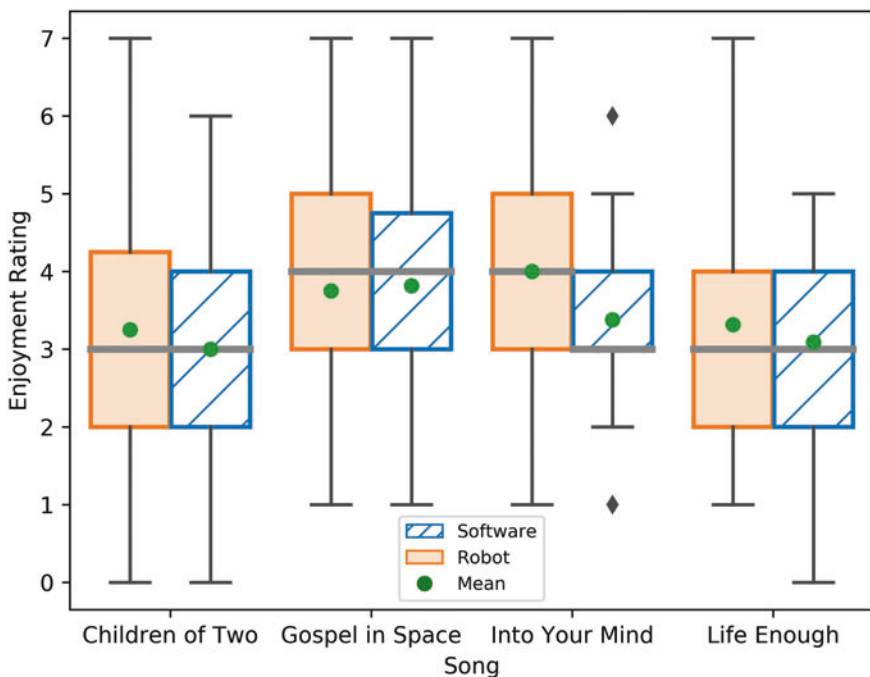 7
6
5
4
3
2
1
0
Enjoyment Rating
Software
Robot
Mean
Children of Two Gospel in Space Into Your Mind Life Enough
Song